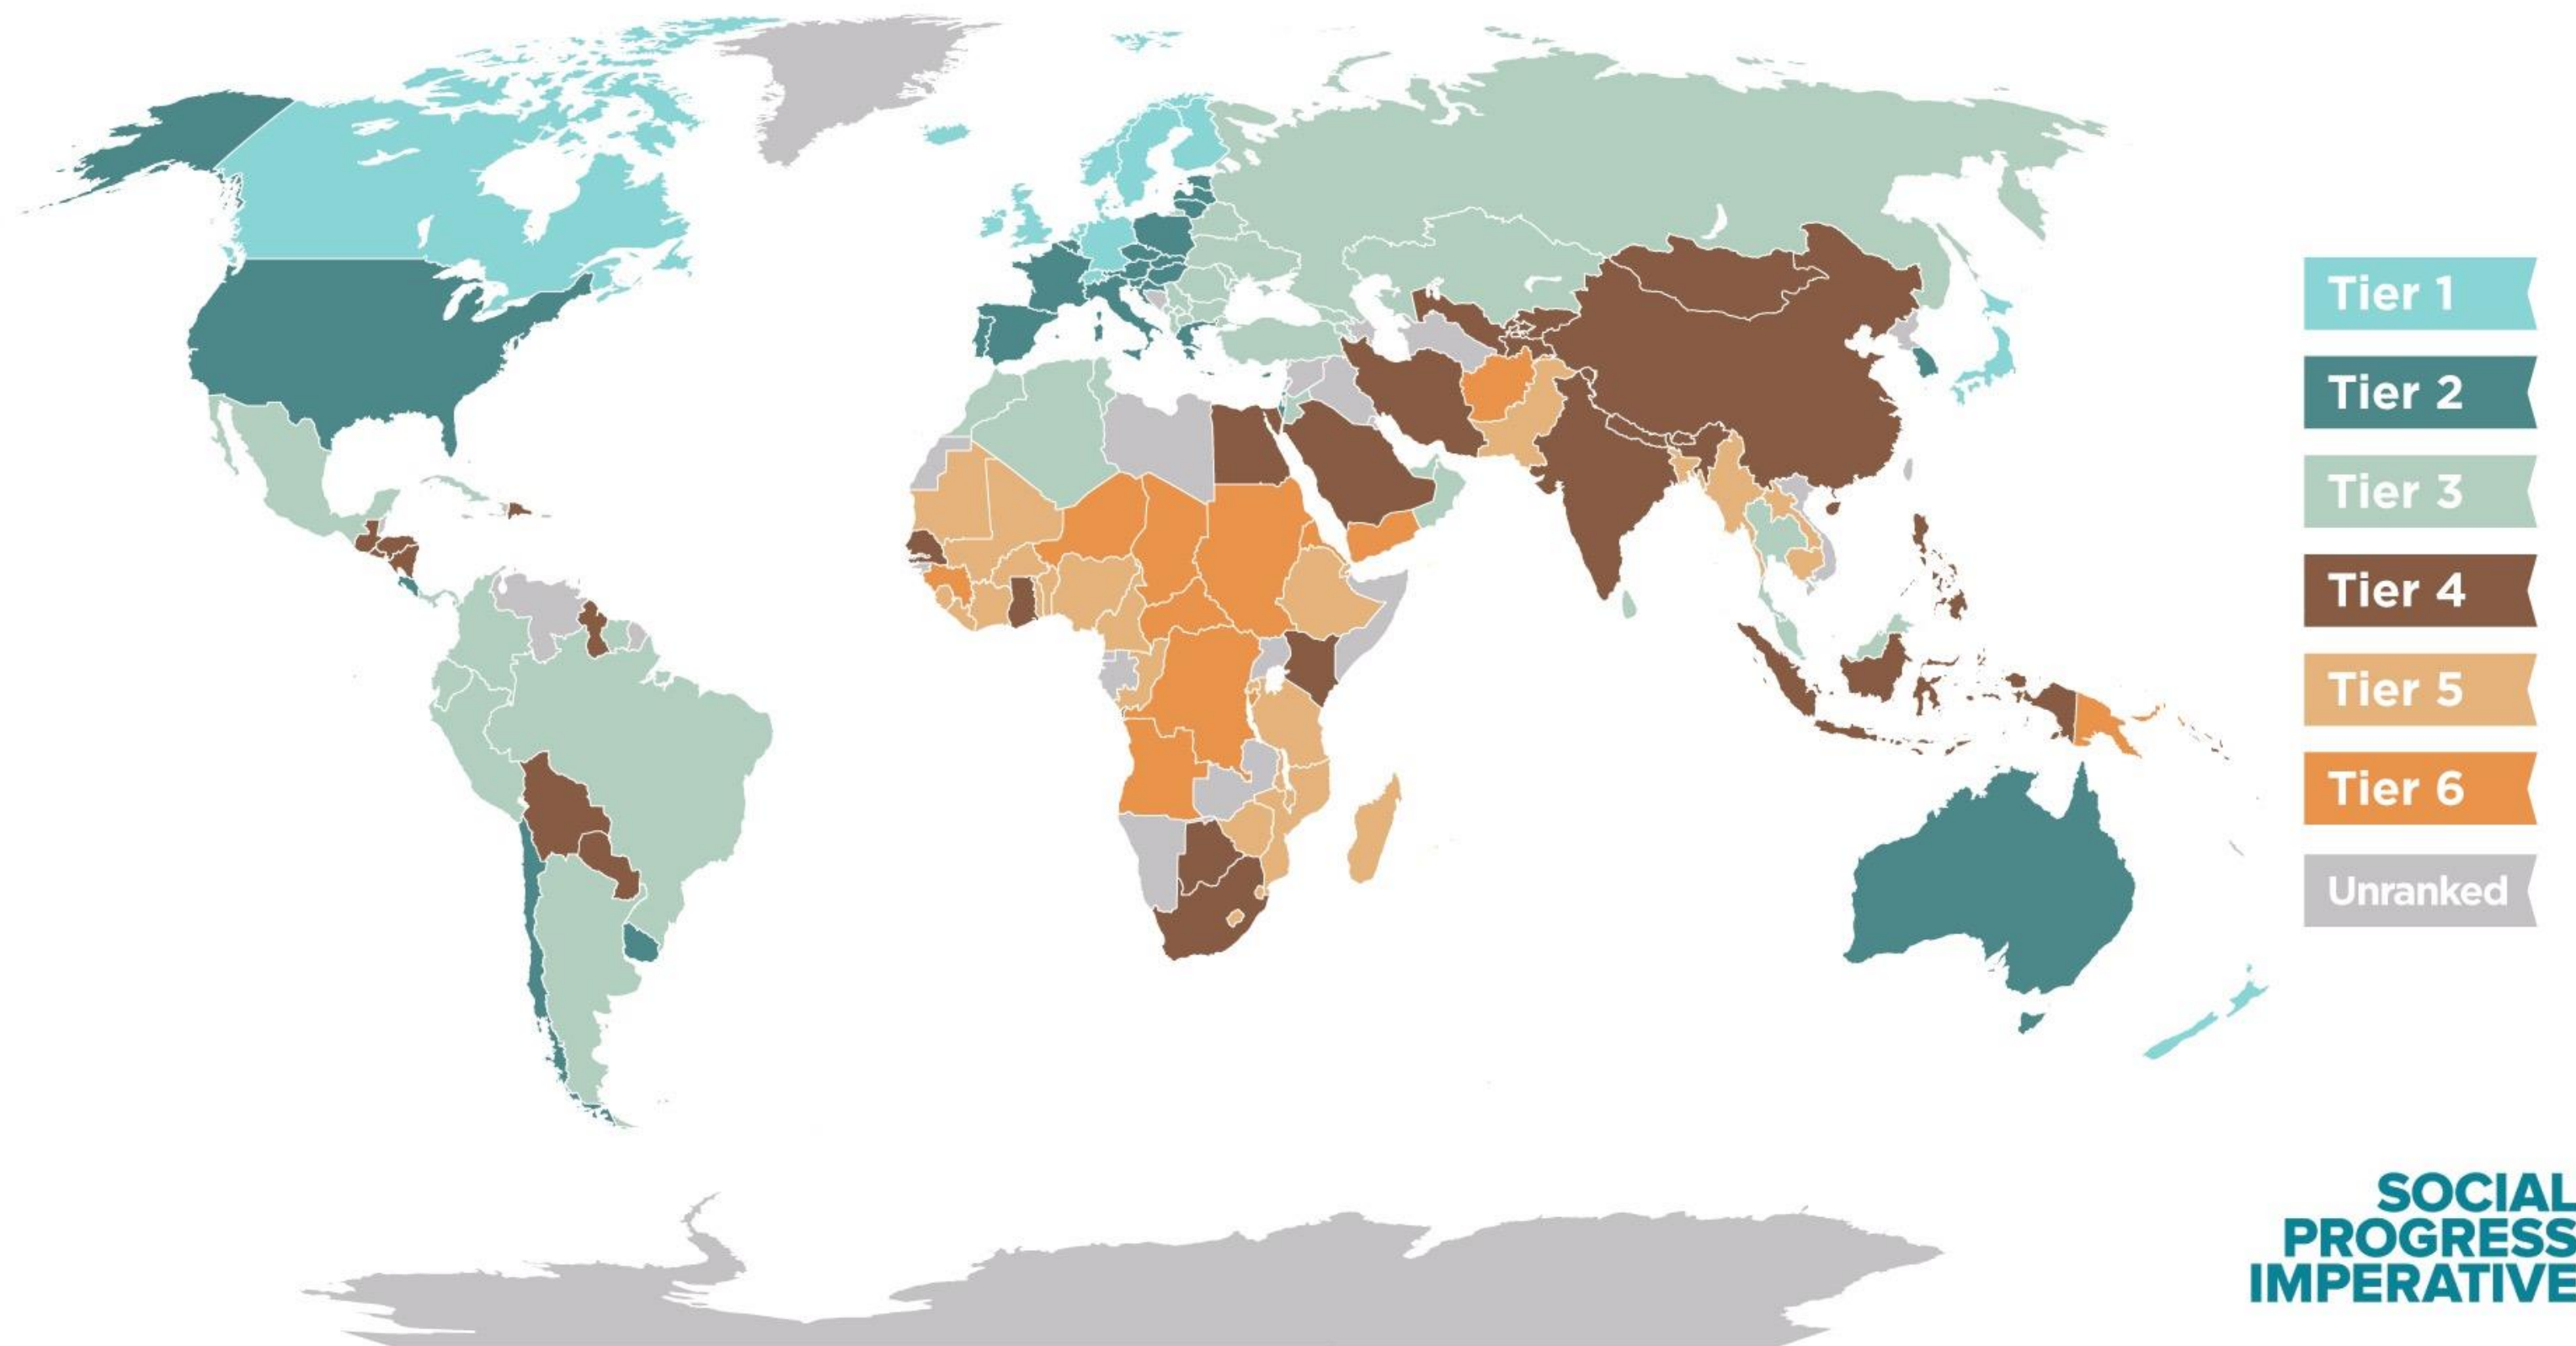 Tier 1
Tier 2
Tier 3
Tier 4
Tier 5
Tier 6
Unranked
SOCIAL
PROGRESS
IMPERATIVE